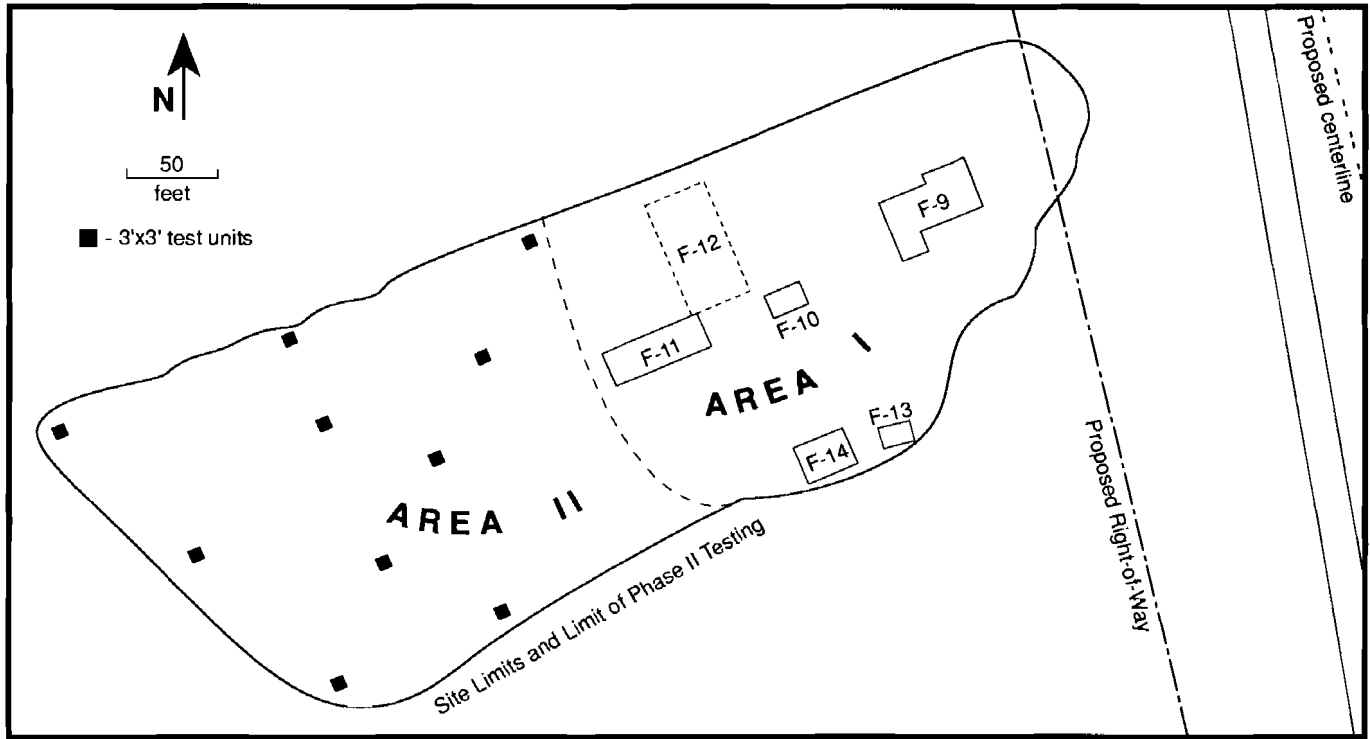 N
50
feet
- 3'x3' test units
Proposed centerline
F-9
F-12
F-10
F-11
AREA I
F-13
F-14
AREA II
Proposed Right-of-Way
Site Limits and Limit of Phase II Testing